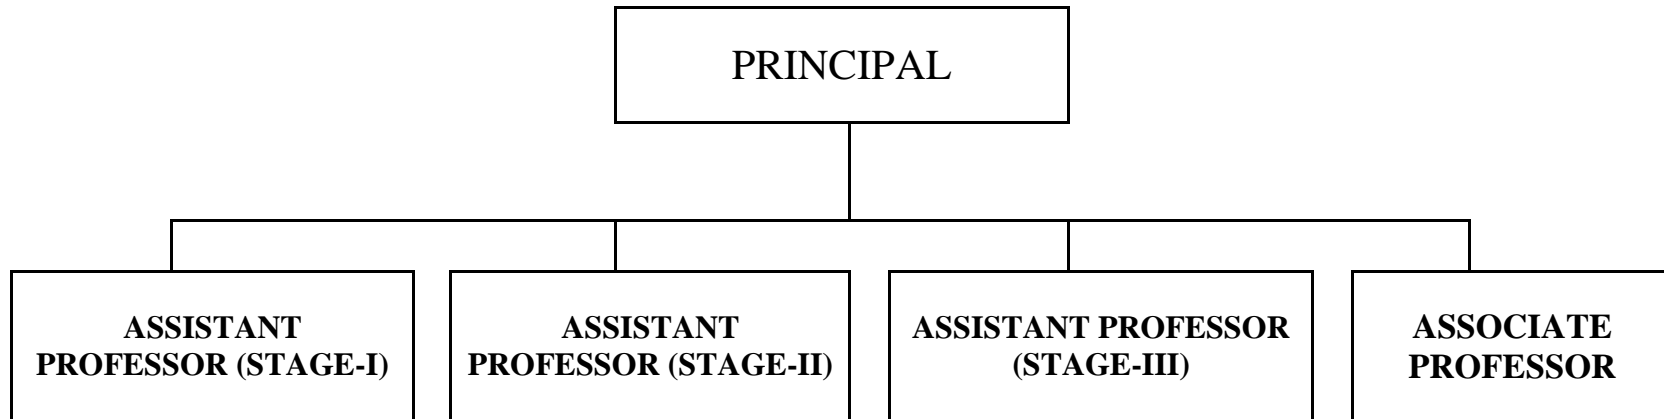 PRINCIPAL
ASSISTANT
PROFESSOR (STAGE-I)
ASSISTANT
PROFESSOR (STAGE-II)
ASSISTANT PROFESSOR
(STAGE-III)
ASSOCIATE
PROFESSOR